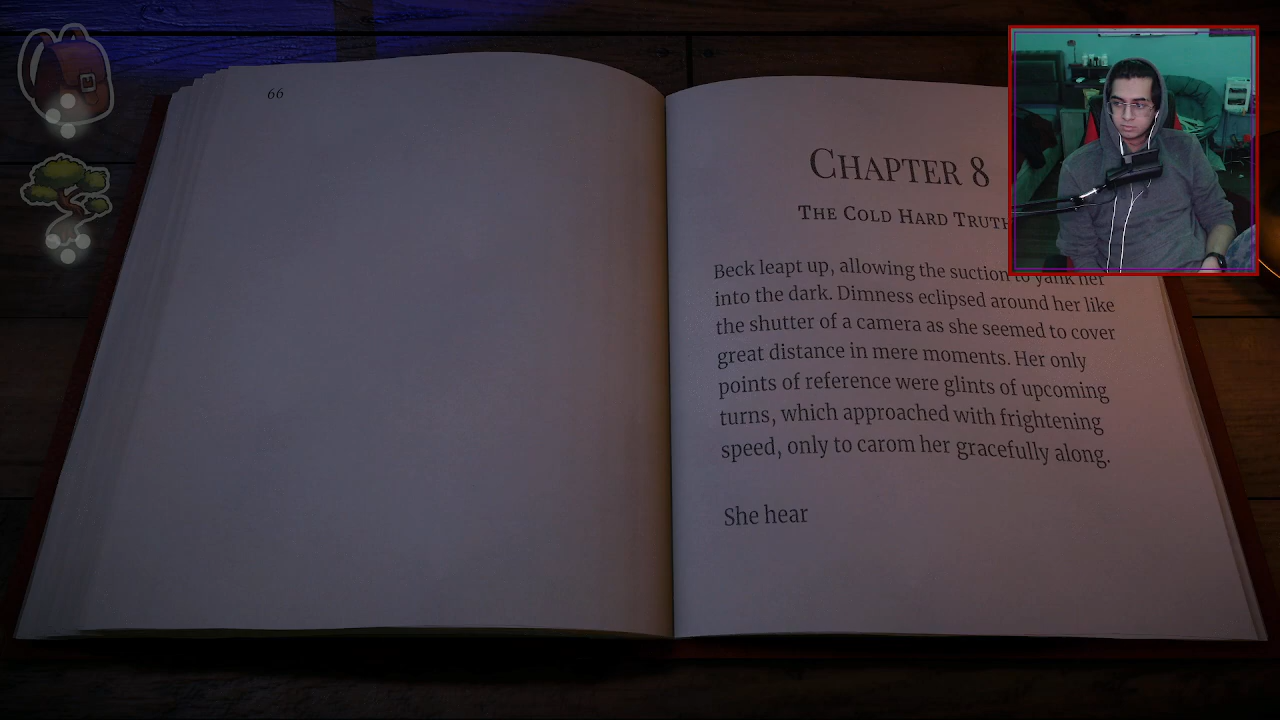 66
Chapter 8
The Cold Hard Truth
Beck leapt up, allowing the suction to yank her
into the dark. Dimness eclipsed around her like
the shutter of a camera as she seemed to cover
great distance in mere moments. Her only
points of reference were glints of upcoming
turns, which approached with frightening
speed, only to carom her gracefully along.
She hear